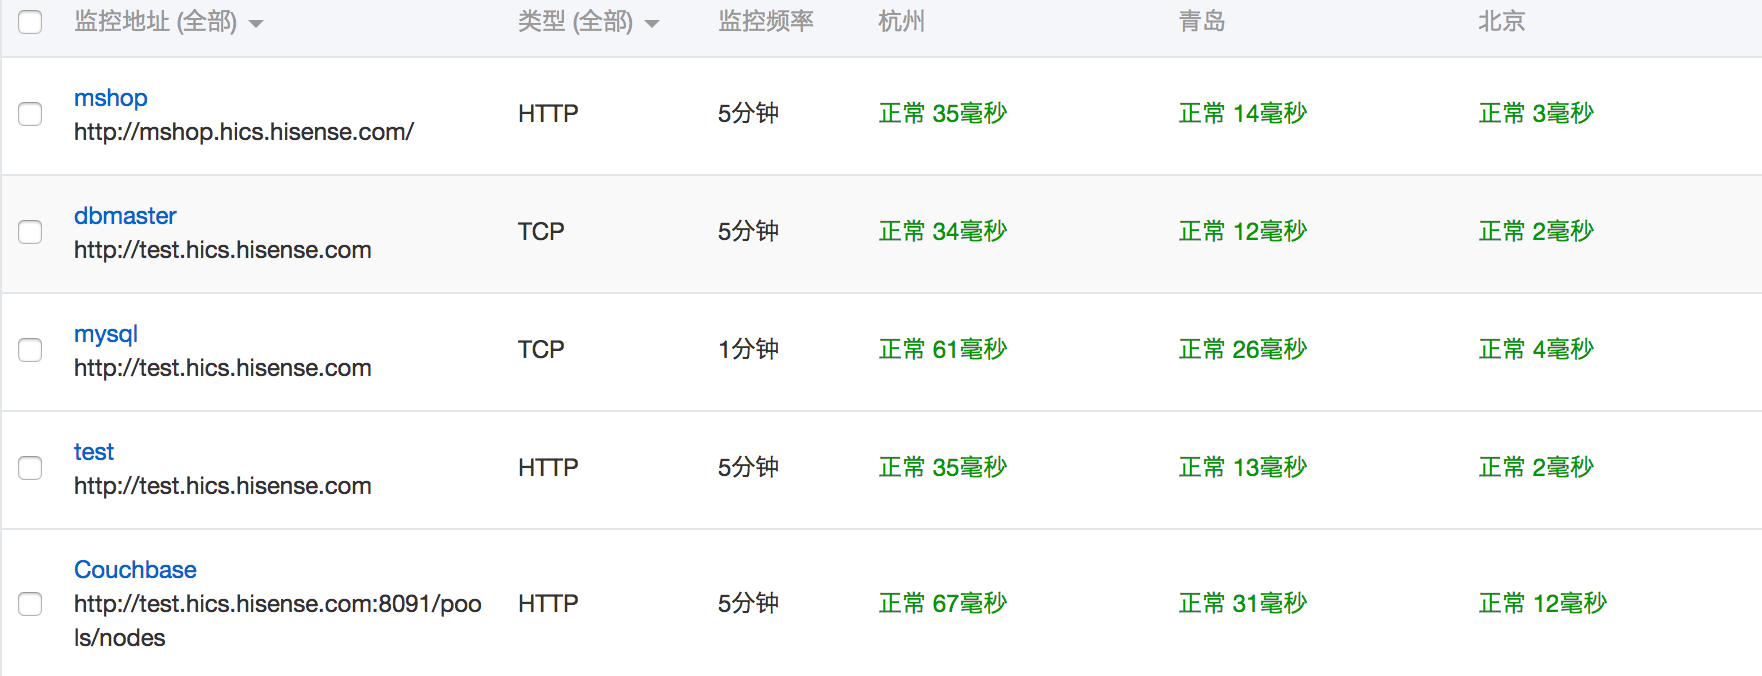 监控地址 (全部) 类型 (全部) 监控频率 杭州 青岛 北京
mshop
http://mshop.hics.hisense.com/ HTTP 5分钟 正常 35毫秒 正常 14毫秒 正常 3毫秒
dbmaster
http://test.hics.hisense.com TCP 5分钟 正常 34毫秒 正常 12毫秒 正常 2毫秒
mysql
http://test.hics.hisense.com TCP 1分钟 正常 61毫秒 正常 26毫秒 正常 4毫秒
test
http://test.hics.hisense.com HTTP 5分钟 正常 35毫秒 正常 13毫秒 正常 2毫秒
Couchbase
http://test.hics.hisense.com:8091/poo HTTP 5分钟 正常 67毫秒 正常 31毫秒 正常 12毫秒
ls/nodes